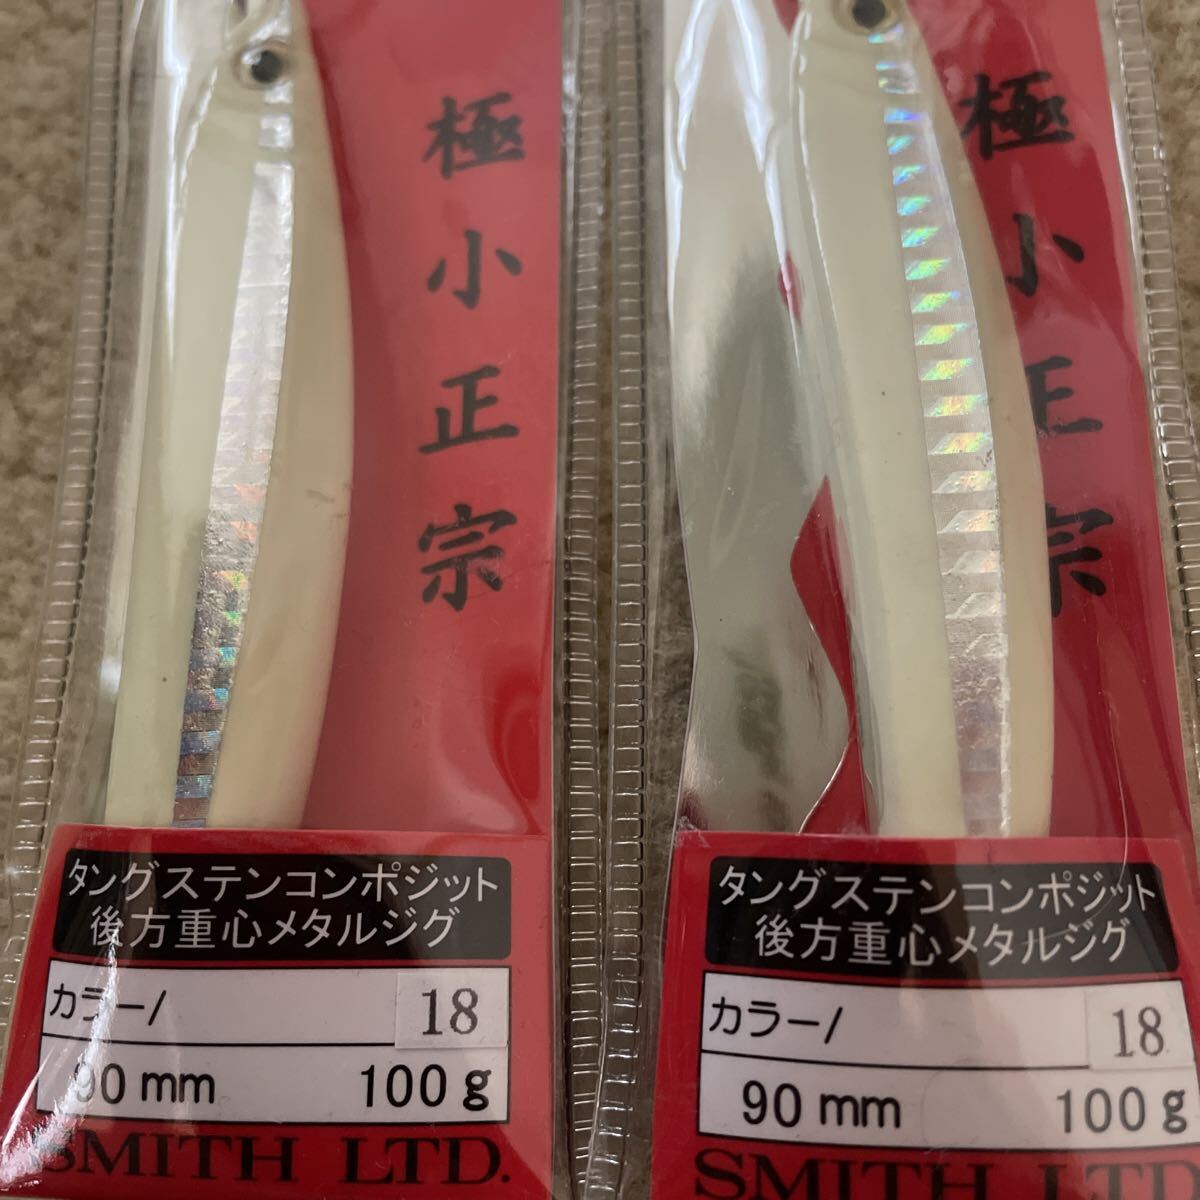 極小正宗
タングステンコンポジット
後方重心メタルジグ
カラー/ 18
90 mm 100 g
SMITH LTD.
極小正宗
タングステンコンポジット
後方重心メタルジグ
カラー/ 18
90 mm 100 g
SMITH LTD